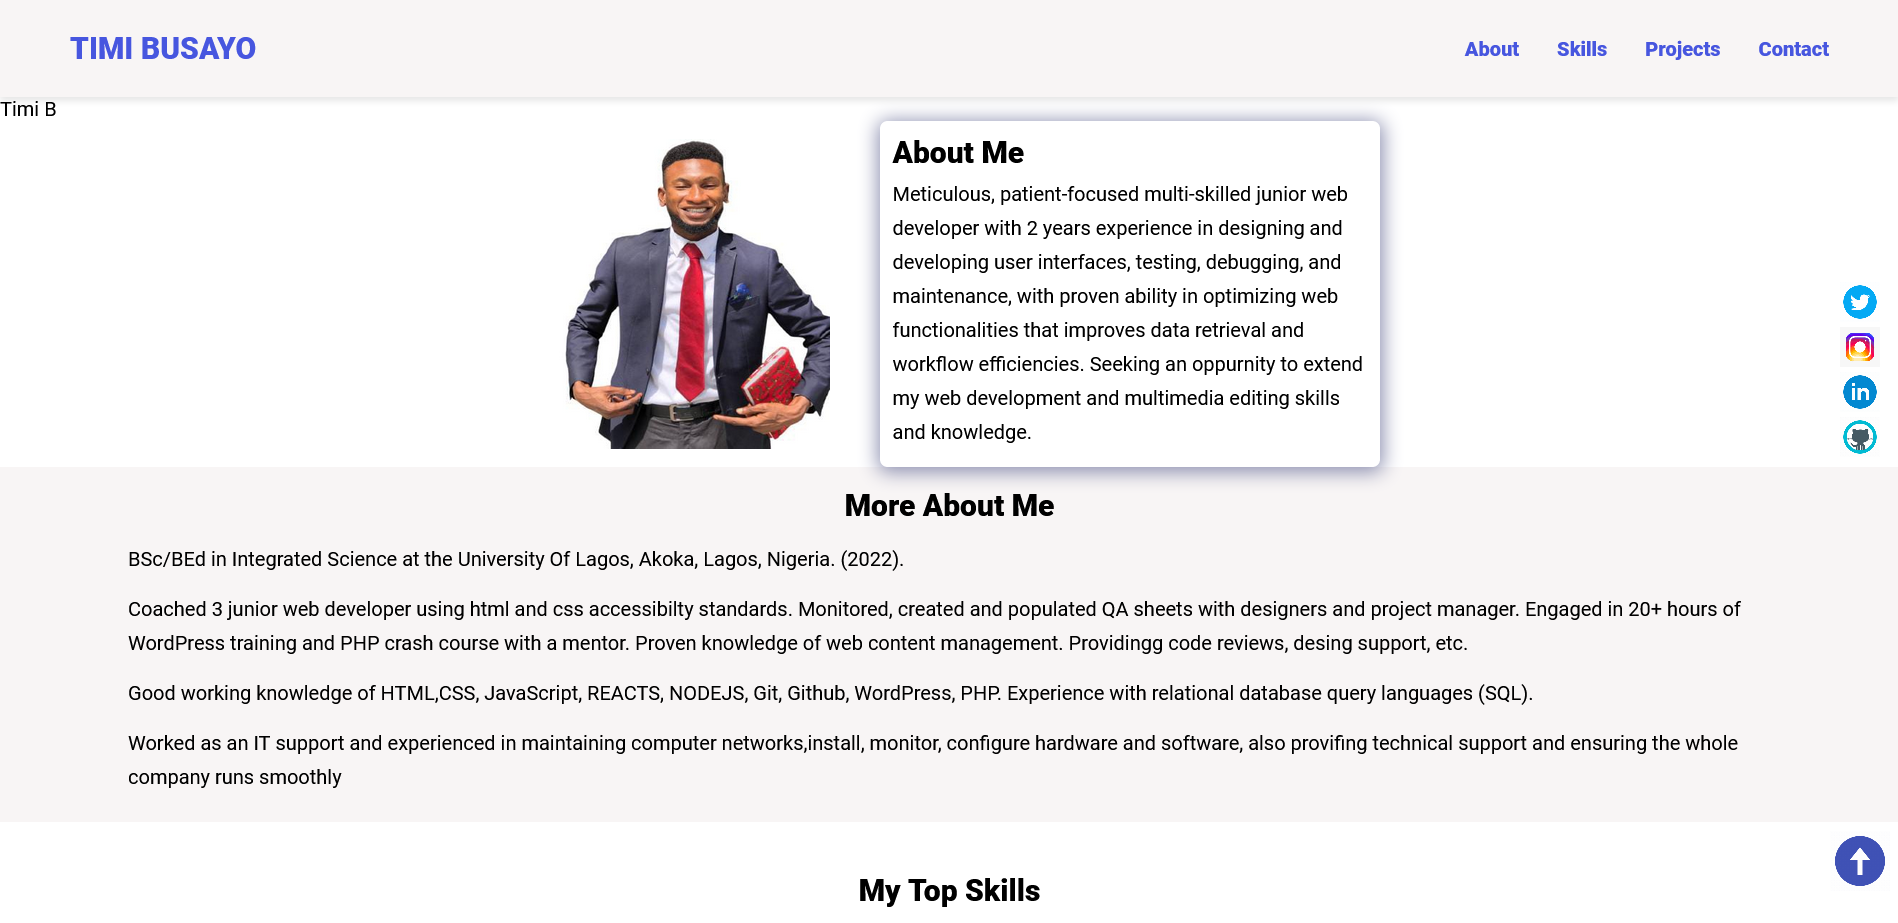 TIMI BUSAYO
About Skills Projects Contact
Timi B
About Me
Meticulous, patient-focused multi-skilled junior web
developer with 2 years experience in designing and
developing user interfaces, testing, debugging, and
maintenance, with proven ability in optimizing web
functionalities that improves data retrieval and
workflow efficiencies. Seeking an oppurnity to extend
my web development and multimedia editing skills
and knowledge.
in
More About Me
BSc/BEd in Integrated Science at the University Of Lagos, Akoka, Lagos, Nigeria. (2022).
Coached 3 junior web developer using html and css accessibilty standards. Monitored, created and populated QA sheets with designers and project manager. Engaged in 20+ hours of
WordPress training and PHP crash course with a mentor. Proven knowledge of web content management. Providingg code reviews, desing support, etc.
Good working knowledge of HTML,CSS, JavaScript, REACTS, NODEJS, Git, Github, WordPress, PHP. Experience with relational database query languages (SQL).
Worked as an IT support and experienced in maintaining computer networks,install, monitor, configure hardware and software, also provifing technical support and ensuring the whole
company runs smoothly
My Top Skills